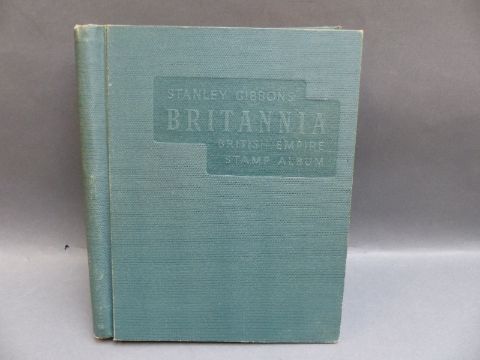 STANLEY GIBBONS'
BRITANNIA
BRITISH EMPIRE
STAMP ALBUM